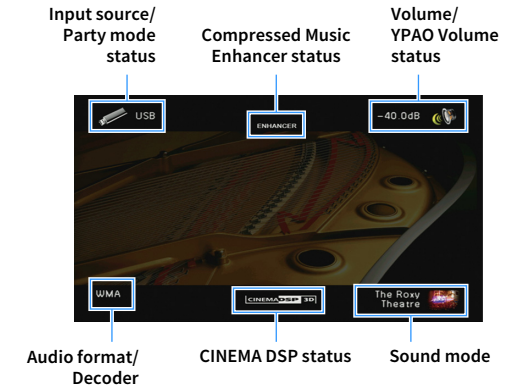 Input source/
Party mode
status
Compressed Music
Enhancer status
Volume/
YPAO Volume
status
USB
ENHANCER
-40.0dB
WMA
CINEMA DSP 3D
The Roxy
Theatre
Audio format/
Decoder
CINEMA DSP status
Sound mode